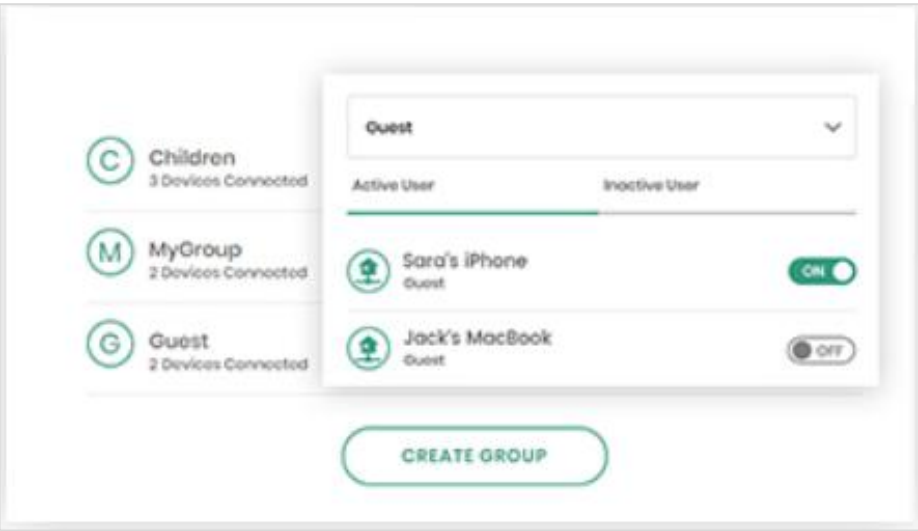 C
Children
3 Devices Connected
M
MyGroup
2 Devices Connected
G
Guest
2 Devices Connected
Guest
Active User
Inactive User
Sara's iPhone
Guest
ON
Jack's MacBook
Guest
OFF
CREATE GROUP